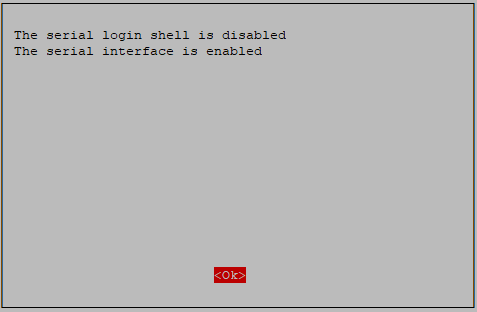 The serial login shell is disabled
The serial interface is enabled
<Ok>